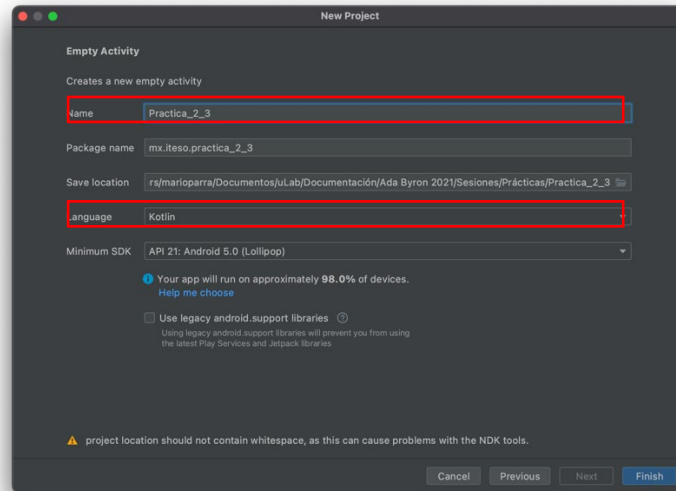 New Project
Empty Activity
Creates a new empty activity
Name Practica_2_3
Package name mx.iteso.practica_2_3
Save location rs/marioparra/Documentos/uLab/Documentación/Ada Byron 2021/Sesiones/Prácticas/Practica_2_3
Language Kotlin
Minimum SDK API 21: Android 5.0 (Lollipop)
Your app will run on approximately 98.0% of devices.
Help me choose
Use legacy android.support libraries ?
Using legacy android.support libraries will prevent you from using
the latest Play Services and Jetpack libraries
project location should not contain whitespace, as this can cause problems with the NDK tools.
Cancel Previous Next Finish